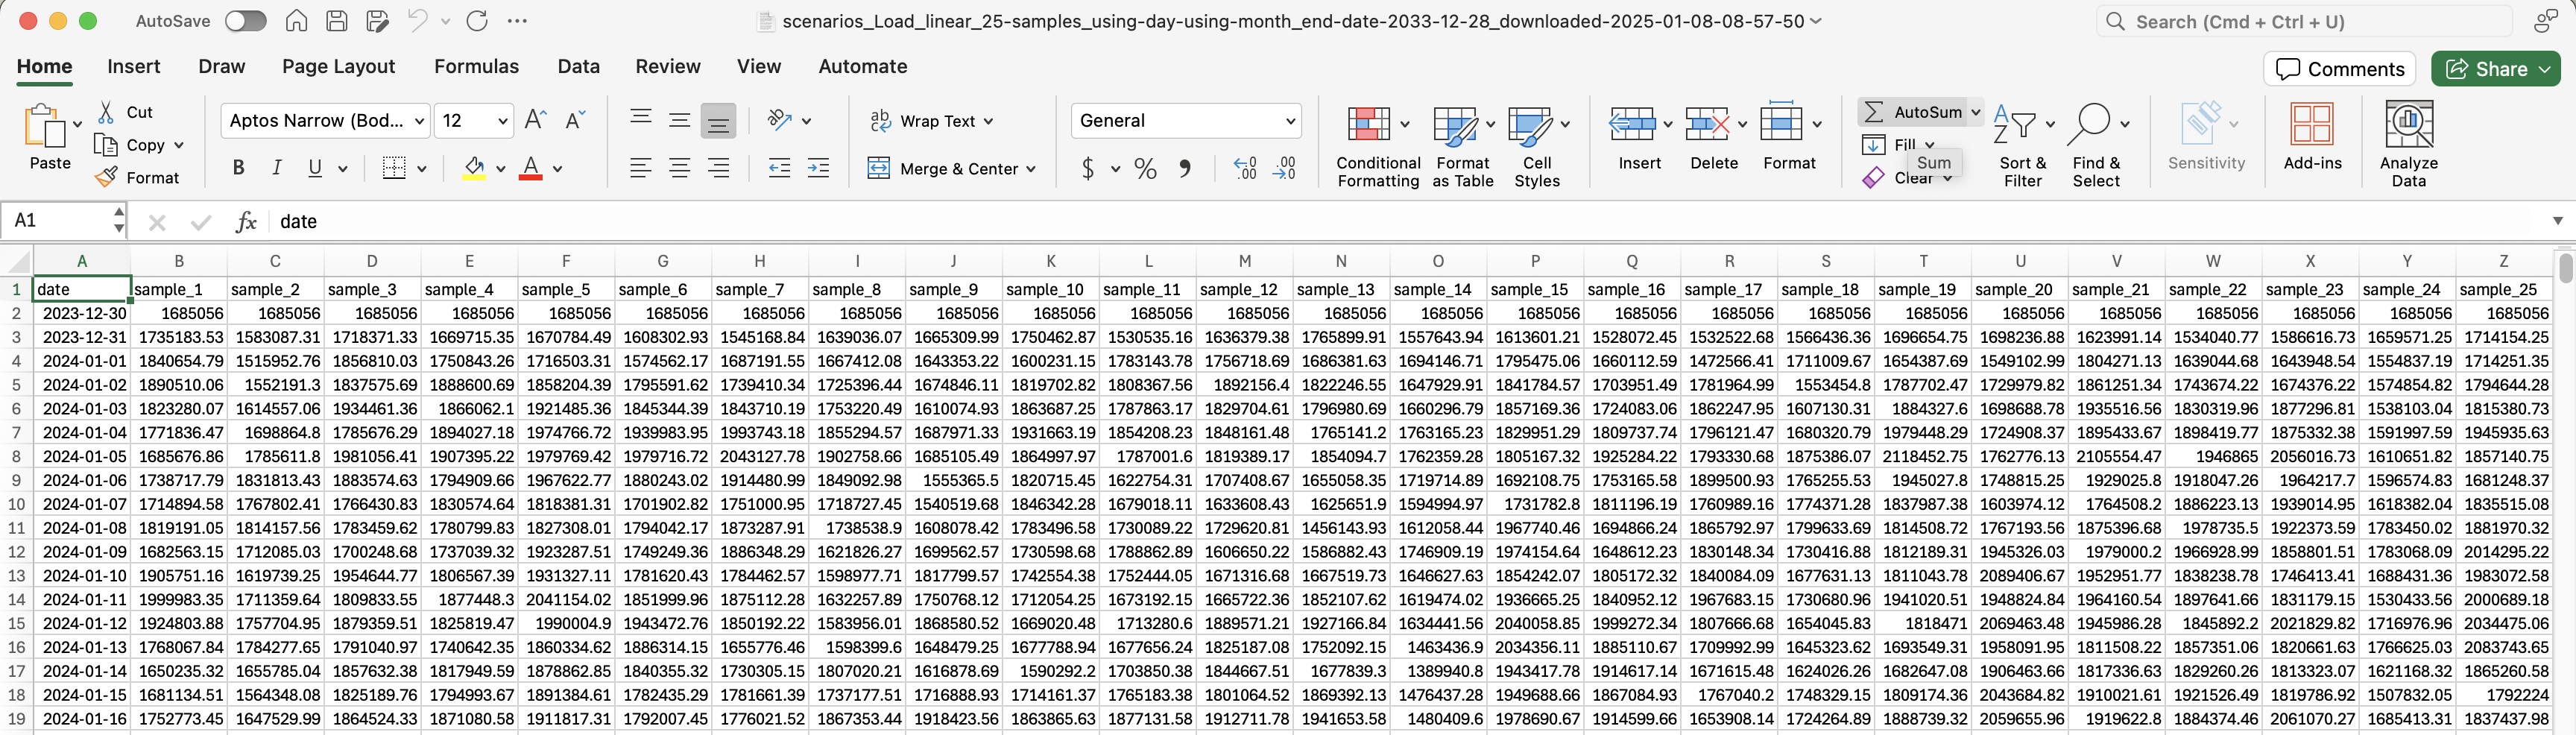 AutoSave
scenarios_Load_linear_25-samples_using-day-using-month_end-date-2033-12-28_downloaded-2025-01-08-08-57-50
Search (Cmd + Ctrl + U)
Home Insert Draw Page Layout Formulas Data Review View Automate
Comments Share
Paste
Cut
Copy
Format
Aptos Narrow (Bod... 12
B I U
Wrap Text
Merge & Center
General
$ % 9
Conditional Formatting
Format as Table
Cell Styles
Insert Delete Format
AutoSum
Fill
Sum
Clear
Sort & Filter
Find & Select
Sensitivity
Add-ins
Analyze Data
A1 fx date
A B C D E F G H I J K L M N O P Q R S T U V W X Y Z
1 date sample_1 sample_2 sample_3 sample_4 sample_5 sample_6 sample_7 sample_8 sample_9 sample_10 sample_11 sample_12 sample_13 sample_14 sample_15 sample_16 sample_17 sample_18 sample_19 sample_20 sample_21 sample_22 sample_23 sample_24 sample_25
2 2023-12-30 1685056 1685056 1685056 1685056 1685056 1685056 1685056 1685056 1685056 1685056 1685056 1685056 1685056 1685056 1685056 1685056 1685056 1685056 1685056 1685056 1685056 1685056 1685056 1685056 1685056
3 2023-12-31 1735183.53 1583087.31 1718371.33 1669715.35 1670784.49 1608302.93 1545168.84 1639036.07 1665309.99 1750462.87 1530535.16 1636379.38 1765899.91 1557643.94 1613601.21 1528072.45 1532522.68 1566436.36 1696654.75 1698236.88 1623991.14 1534040.77 1586616.73 1659571.25 1714154.25
4 2024-01-01 1840654.79 1515952.76 1856810.03 1750843.26 1716503.31 1574562.17 1687191.55 1667412.08 1643353.22 1600231.15 1783143.78 1756718.69 1686381.63 1694146.71 1795475.06 1660112.59 1472566.41 1711009.67 1654387.69 1549102.99 1804271.13 1639044.68 1643948.54 1554837.19 1714251.35
5 2024-01-02 1890510.06 1552191.3 1837575.69 1888600.69 1858204.39 1795591.62 1739410.34 1725396.44 1674846.11 1819702.82 1808367.56 1892156.4 1822246.55 1647929.91 1841784.57 1703951.49 1781964.99 1553454.8 1787702.47 1729979.82 1861251.34 1743674.22 1674376.22 1574854.82 1794644.28
6 2024-01-03 1823280.07 1614557.06 1934461.36 1866062.1 1921485.36 1845344.39 1843710.19 1753220.49 1610074.93 1863687.25 1787863.17 1829704.61 1796980.69 1660296.79 1857169.36 1724083.06 1862247.95 1607130.31 1884327.6 1698688.78 1935516.56 1830319.96 1877296.81 1538103.04 1815380.73
7 2024-01-04 1771836.47 1698864.8 1785676.29 1894027.18 1974766.72 1939983.95 1993743.18 1855294.57 1687971.33 1931663.19 1854208.23 1848161.48 1765141.2 1763165.23 1829951.29 1809737.74 1796121.47 1680320.79 1979448.29 1724908.37 1895433.67 1898419.77 1875332.38 1591997.59 1945935.63
8 2024-01-05 1685676.86 1785611.8 1981056.41 1907395.22 1979769.42 1979716.72 2043127.78 1902758.66 1685105.49 1864997.97 1787001.6 1819389.17 1854094.7 1762359.28 1805167.32 1925284.22 1793330.68 1875386.07 2118452.75 1762776.13 2105554.47 1946865 2056016.73 1610651.82 1857140.75
9 2024-01-06 1738717.79 1831813.43 1883574.63 1794909.66 1967622.77 1880243.02 1914480.99 1849092.98 1555365.5 1820715.45 1622754.31 1707408.67 1655058.35 1719714.89 1692108.75 1753165.58 1899500.93 1765255.53 1945027.8 1748815.25 1929025.8 1918047.26 1964217.7 1596574.83 1681248.37
10 2024-01-07 1714894.58 1767802.41 1766430.83 1830574.64 1818381.31 1701902.82 1751000.95 1718727.45 1540519.68 1846342.28 1679018.11 1633608.43 1625651.9 1594994.97 1731782.8 1811196.19 1760989.16 1774371.28 1837987.38 1603974.12 1764508.2 1886223.13 1939014.95 1618382.04 1835515.08
11 2024-01-08 1819191.05 1814157.56 1783459.62 1780799.83 1827308.01 1794042.17 1873287.91 1738538.9 1608078.42 1783496.58 1730089.22 1729620.81 1456143.93 1612058.44 1967740.46 1694866.24 1865792.97 1799633.69 1814508.72 1767193.56 1875396.68 1978735.5 1922373.59 1783450.02 1881970.32
12 2024-01-09 1682563.15 1712085.03 1700248.68 1737039.32 1923287.51 1749249.36 1886348.29 1621826.27 1699562.57 1730598.68 1788862.89 1606650.22 1586882.43 1746909.19 1974154.64 1648612.23 1830148.34 1730416.88 1812189.31 1945326.03 1979000.2 1966928.99 1858801.51 1783068.09 2014295.22
13 2024-01-10 1905751.16 1619739.25 1954644.77 1806567.39 1931327.11 1781620.43 1784462.57 1598977.71 1817799.57 1742554.38 1752444.05 1671316.68 1667519.73 1646627.63 1854242.07 1805172.32 1840084.09 1677631.13 1811043.78 2089406.67 1952951.77 1838238.78 1746413.41 1688431.36 1983072.58
14 2024-01-11 1999983.35 1711359.64 1809833.55 1877448.3 2041154.02 1851999.96 1875112.28 1632257.89 1750768.12 1712054.25 1673192.15 1665722.36 1852107.62 1619474.02 1936665.25 1840952.12 1967683.15 1730680.96 1941020.51 1948824.84 1964160.54 1897641.66 1831179.15 1530433.56 2000689.18
15 2024-01-12 1924803.88 1757704.95 1879359.51 1825819.47 1990004.9 1943472.76 1850192.22 1583956.01 1868580.52 1669020.48 1713280.6 1889571.21 1927166.84 1634441.56 2040058.85 1999272.34 1807666.68 1654045.83 1818471 2069463.48 1945986.28 1845892.2 2021829.82 1716976.96 2034475.06
16 2024-01-13 1768067.84 1784277.65 1791040.97 1740642.35 1860334.62 1886314.15 1655776.46 1598399.6 1648479.25 1677788.94 1677656.24 1825187.08 1752092.15 1463436.9 2034356.11 1885110.67 1709992.99 1645323.62 1693549.31 1958091.95 1811508.22 1857351.06 1820661.63 1766625.03 2083743.65
17 2024-01-14 1650235.32 1655785.04 1857632.38 1817949.59 1878862.85 1840355.32 1730305.15 1807020.21 1616878.69 1590292.2 1703850.38 1844667.51 1677839.3 1389940.8 1943417.78 1914617.14 1671615.48 1624026.26 1682647.08 1906463.66 1817336.63 1829260.26 1813323.07 1621168.32 1865260.58
18 2024-01-15 1681134.51 1564348.08 1825189.76 1794993.67 1891384.61 1782435.29 1781661.39 1737177.51 1716888.93 1714161.37 1765183.38 1801064.52 1869392.13 1476437.28 1949688.66 1867084.93 1767040.2 1748329.15 1809174.36 2043684.82 1910021.61 1921526.49 1819786.92 1507832.05 1792224
19 2024-01-16 1752773.45 1647529.99 1864524.33 1871080.58 1911817.31 1792007.45 1776021.52 1867353.44 1918423.56 1863865.63 1877131.58 1912711.78 1941653.58 1480409.6 1978690.67 1914599.66 1653908.14 1724264.89 1888739.32 2059655.96 1919622.8 1884374.46 2061070.27 1685413.31 1837437.98